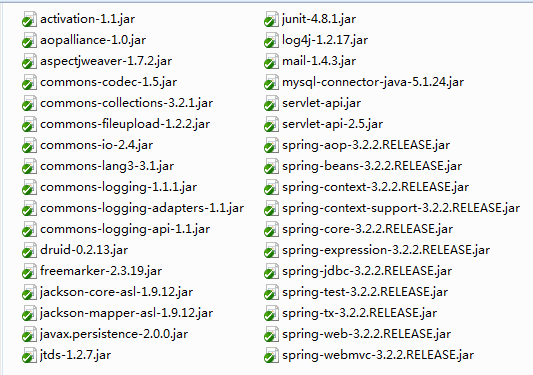 activation-1.1.jar
aopalliance-1.0.jar
aspectjweaver-1.7.2.jar
commons-codec-1.5.jar
commons-collections-3.2.1.jar
commons-fileupload-1.2.2.jar
commons-io-2.4.jar
commons-lang3-3.1.jar
commons-logging-1.1.1.jar
commons-logging-adapters-1.1.jar
commons-logging-api-1.1.jar
druid-0.2.13.jar
freemarker-2.3.19.jar
jackson-core-asl-1.9.12.jar
jackson-mapper-asl-1.9.12.jar
javax.persistence-2.0.0.jar
jtds-1.2.7.jar
junit-4.8.1.jar
log4j-1.2.17.jar
mail-1.4.3.jar
mysql-connector-java-5.1.24.jar
servlet-api.jar
servlet-api-2.5.jar
spring-aop-3.2.2.RELEASE.jar
spring-beans-3.2.2.RELEASE.jar
spring-context-3.2.2.RELEASE.jar
spring-context-support-3.2.2.RELEASE.jar
spring-core-3.2.2.RELEASE.jar
spring-expression-3.2.2.RELEASE.jar
spring-jdbc-3.2.2.RELEASE.jar
spring-test-3.2.2.RELEASE.jar
spring-tx-3.2.2.RELEASE.jar
spring-web-3.2.2.RELEASE.jar
spring-webmvc-3.2.2.RELEASE.jar